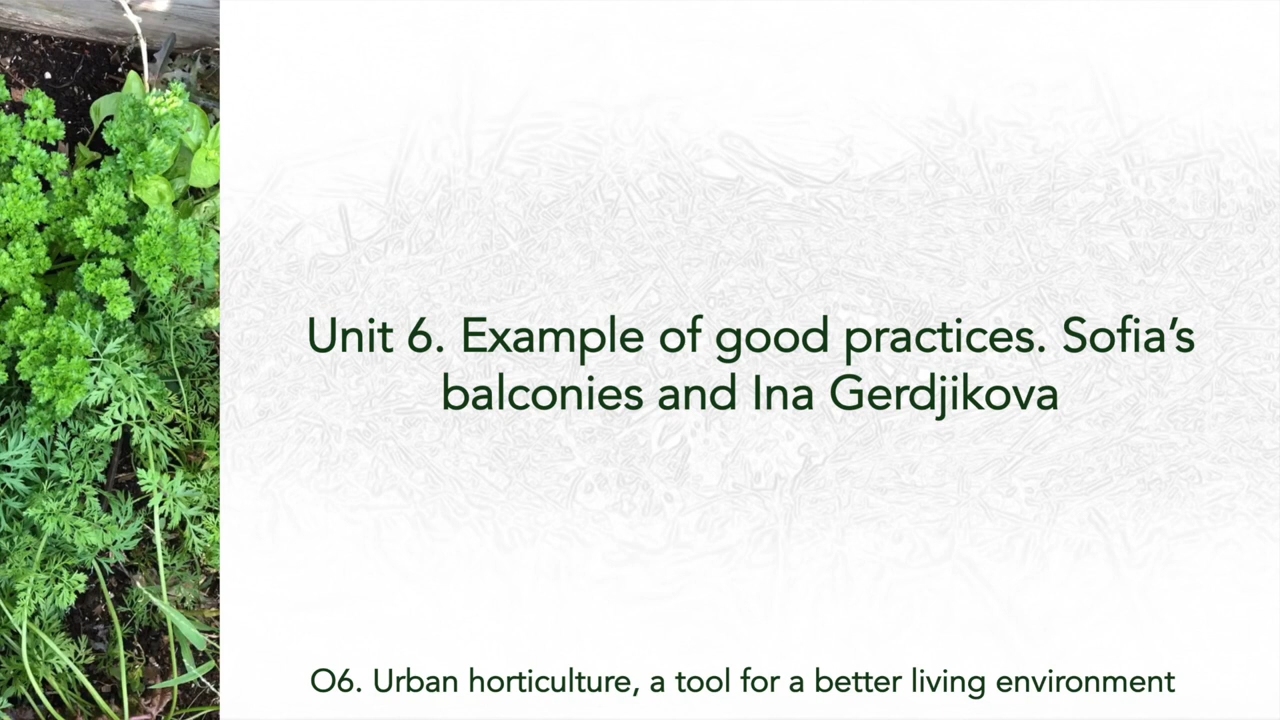 Unit 6. Example of good practices. Sofia’s
balconies and Ina Gerdjikova
O6. Urban horticulture, a tool for a better living environment